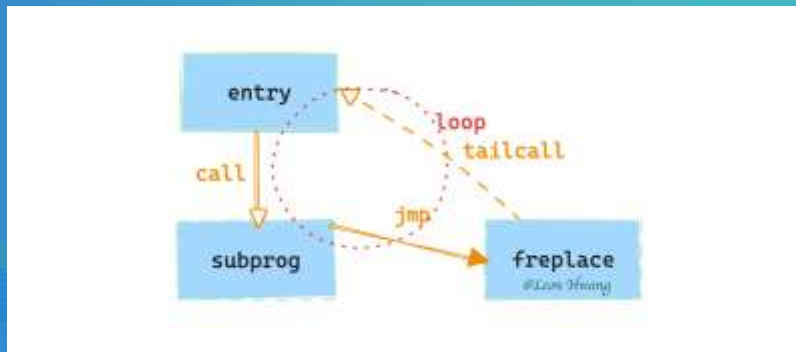 entry
loop
tailcall
call
jmp
subprog
freplace
@Leon Hwang